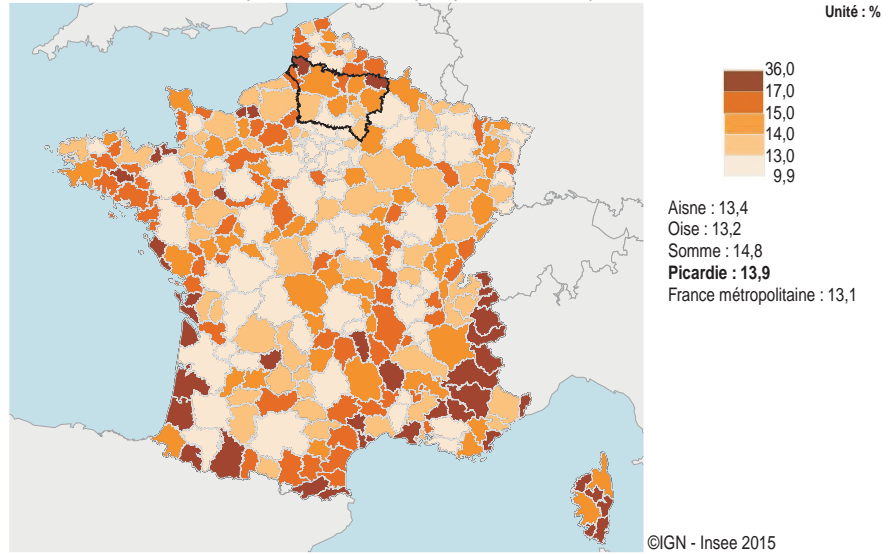 Unité : %
36,0
17,0
15,0
14,0
13,0
9,9
Aisne : 13,4
Oise : 13,2
Somme : 14,8
Picardie : 13,9
France métropolitaine : 13,1
©IGN - Insee 2015